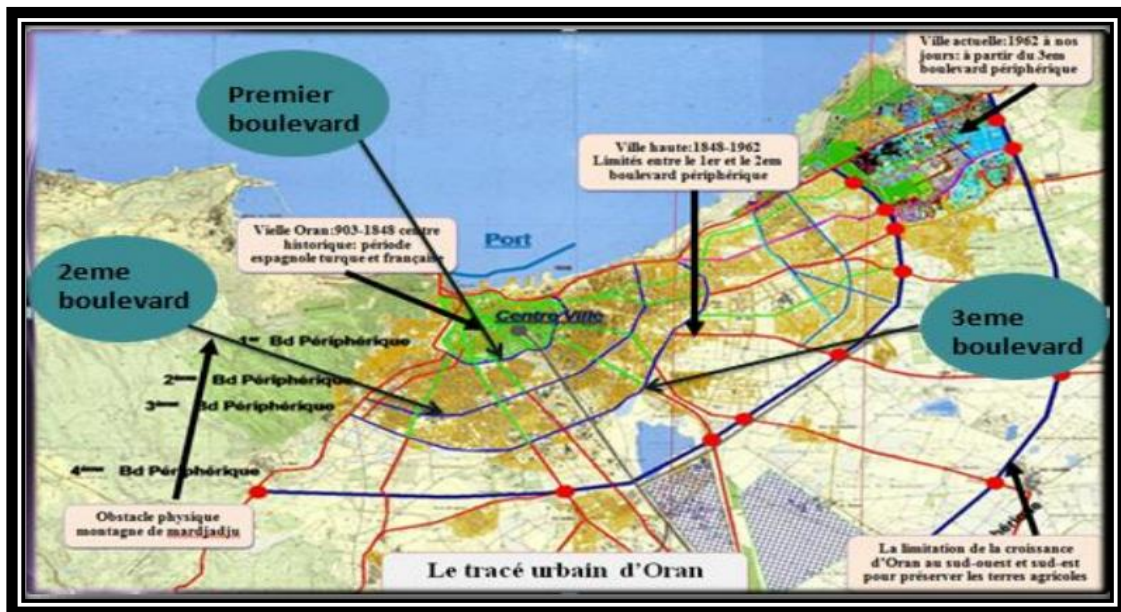 Ville actuelle:1962 à nos
jours: à partir du 3em
boulevard périphérique
Premier
boulevard
Ville haute:1848-1962
Limités entre le 1er et le 2em
boulevard périphérique
Vielle Oran:903-1848 centre
historique: période
espagnole turque et française
Port
2eme
boulevard
Centre Ville
3eme
boulevard
1er Bd Périphérique
2ème Bd Périphérique
3ème Bd Périphérique
4ème Bd Périphérique
Obstacle physique
montagne de mardjadju
La limitation de la croissance
d'Oran au sud-ouest et sud-est
pour préserver les terres agricoles
Le tracé urbain d'Oran